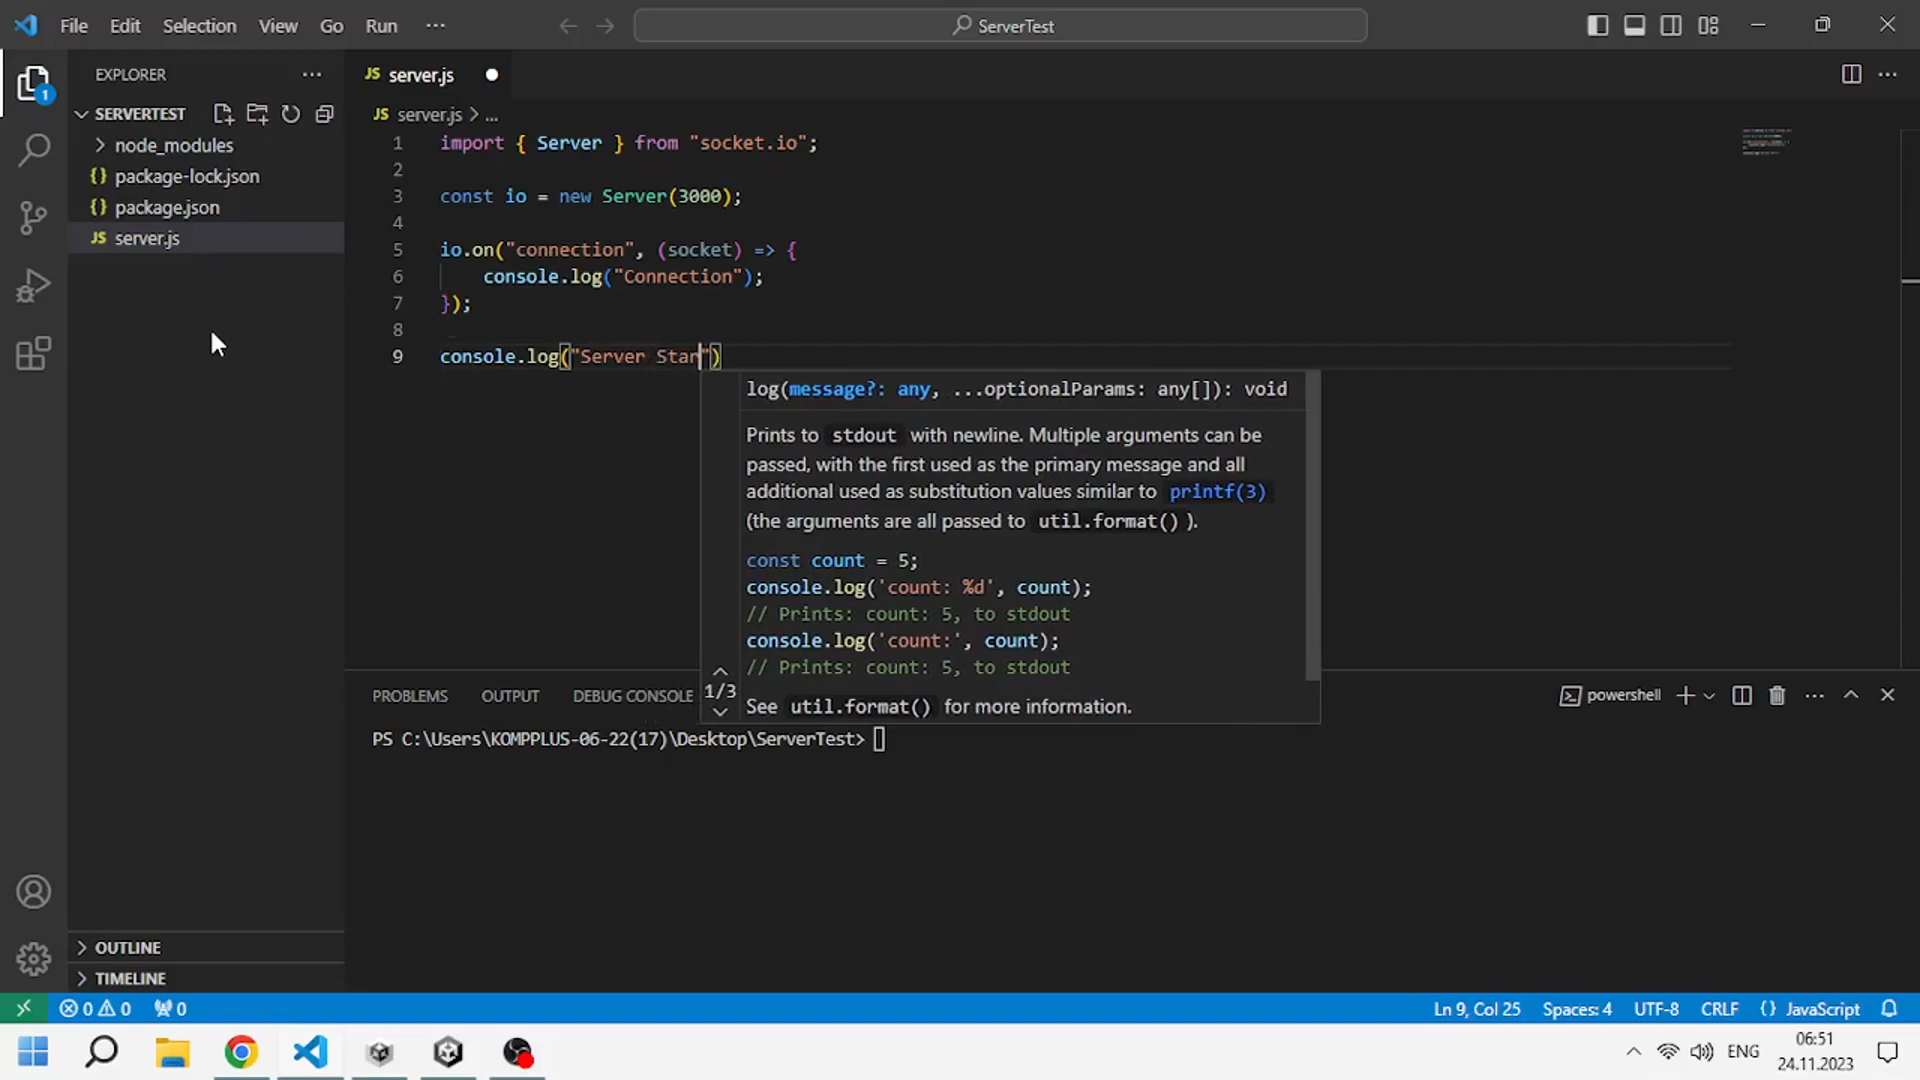 File Edit Selection View Go Run ...
ServerTest
EXPLORER
1
SERVERTEST
node_modules
{} package-lock.json
{} package.json
JS server.js
JS server.js
JS server.js > ...
1 import { Server } from "socket.io";
2
3 const io = new Server(3000);
4
5 io.on("connection", (socket) => {
6 console.log("Connection");
7 });
8
9 console.log("Server Star")
log(message?: any, ...optionalParams: any[]): void
Prints to stdout with newline. Multiple arguments can be
passed, with the first used as the primary message and all
additional used as substitution values similar to printf(3)
(the arguments are all passed to util.format() ).
const count = 5;
console.log('count: %d', count);
// Prints: count: 5, to stdout
console.log('count:', count);
// Prints: count: 5, to stdout
1/3
See util.format() for more information.
PROBLEMS OUTPUT DEBUG CONSOLE
powershell
PS C:\Users\KOMPPLUS-06-22(17)\Desktop\ServerTest>
OUTLINE
TIMELINE
0 0 0
Ln 9, Col 25 Spaces: 4 UTF-8 CRLF {} JavaScript
ENG
06:51
24.11.2023